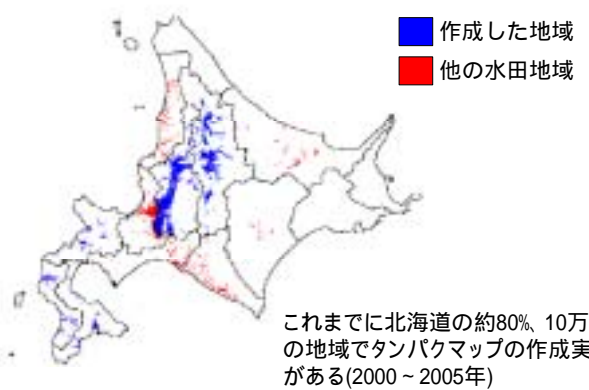 作成した地域
他の水田地域
これまでに北海道の約80%、10万
の地域でタンパクマップの作成実
がある(2000~2005年)